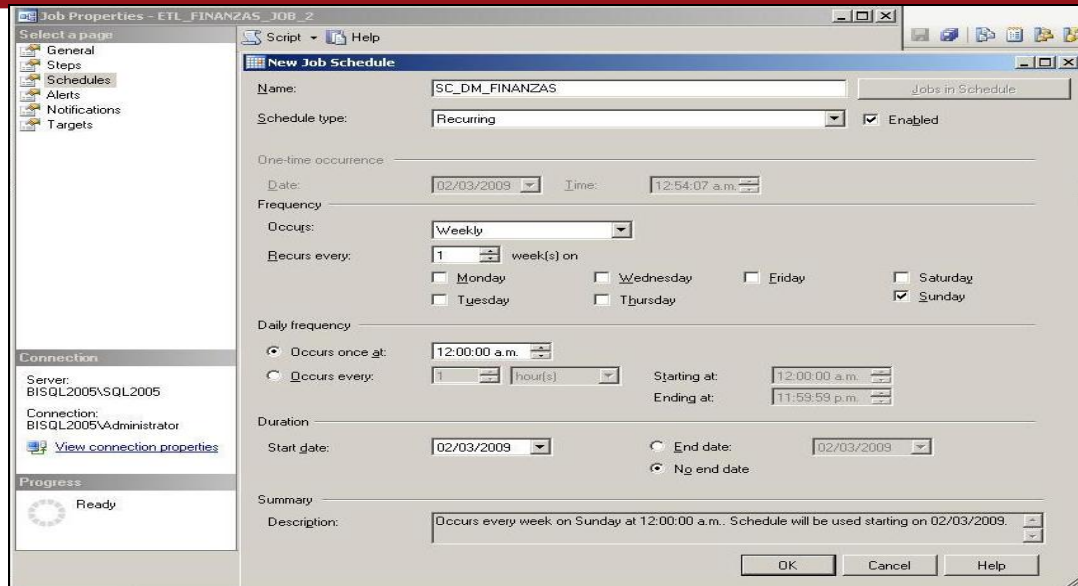 Job Properties - ETL_FINANZAS_JOB_2
Select a page
General
Steps
Schedules
Alerts
Notifications
Targets
Script Help
New Job Schedule
Name: SC_DM_FINANZAS Jobs in Schedule
Schedule type: Recurring Enabled
One-time occurrence
Date: 02/03/2009 Time: 12:54:07 a.m.
Frequency
Occurs: Weekly
Recurs every: 1 week(s) on
Monday Wednesday Friday Saturday
Tuesday Thursday Sunday
Daily frequency
Occurs once at: 12:00:00 a.m.
Occurs every: 1 hour(s) Starting at: 12:00:00 a.m.
Ending at: 11:59:59 p.m.
Duration
Start date: 02/03/2009 End date: 02/03/2009
No end date
Summary
Description: Occurs every week on Sunday at 12:00:00 a.m.. Schedule will be used starting on 02/03/2009.
OK Cancel Help
Connection
Server:
BISQL2005\SQL2005
Connection:
BISQL2005\Administrator
View connection properties
Progress
Ready